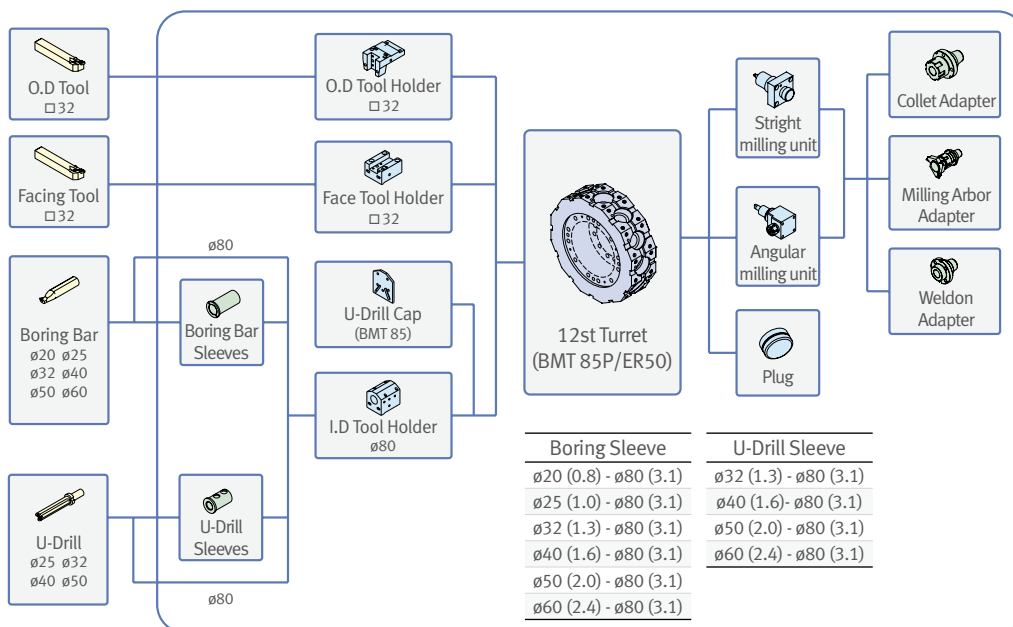 O.D Tool
□32
Facing Tool
□32
ø80
Boring Bar
ø20 ø25
ø32 ø40
ø50 ø60
Boring Bar
Sleeves
U-Drill
ø25 ø32
ø40 ø50
U-Drill
Sleeves
ø80
O.D Tool Holder
□32
Face Tool Holder
□32
U-Drill Cap
(BMT 85)
I.D Tool Holder
ø80
12st Turret
(BMT 85P/ER50)
Stright
milling unit
Angular
milling unit
Plug
Collet Adapter
Milling Arbor
Adapter
Weldon
Adapter
Boring Sleeve
ø20 (0.8) - ø80 (3.1)
ø25 (1.0) - ø80 (3.1)
ø32 (1.3) - ø80 (3.1)
ø40 (1.6) - ø80 (3.1)
ø50 (2.0) - ø80 (3.1)
ø60 (2.4) - ø80 (3.1)
U-Drill Sleeve
ø32 (1.3) - ø80 (3.1)
ø40 (1.6)- ø80 (3.1)
ø50 (2.0) - ø80 (3.1)
ø60 (2.4) - ø80 (3.1)